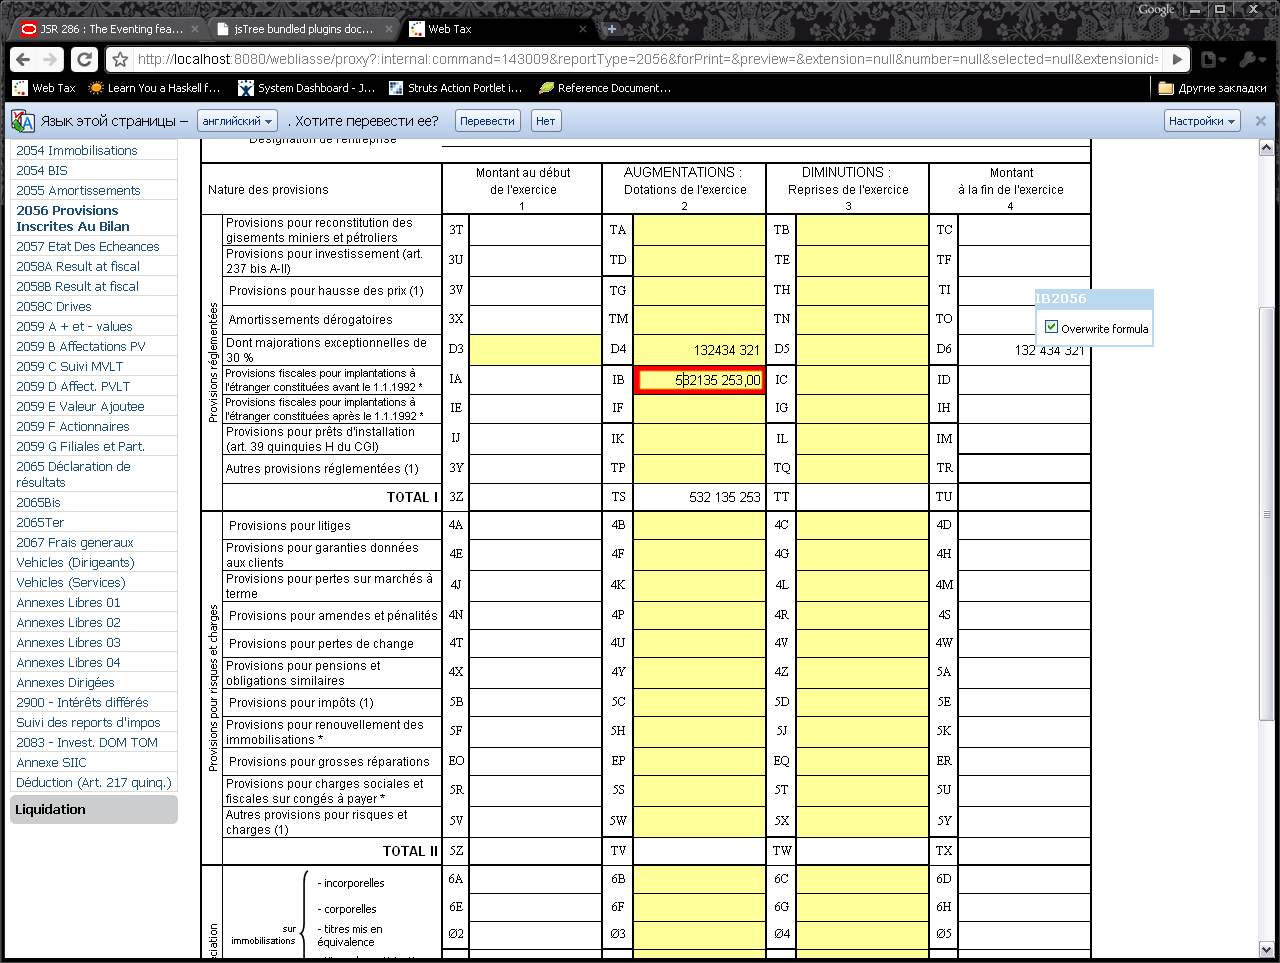 Google
JSR 286 : The Eventing fea...
jsTree bundled plugins doc...
Web Tax
http://localhost:8080/webliasse/proxy?:internal:command=143009&reportType=2056&forPrint=&preview=&extension=null&number=null&selected=null&extensionid=
Web Tax
Learn You a Haskell f...
System Dashboard - J...
Struts Action Portlet i...
Reference Document...
Другие закладки
Язык этой страницы –
английский
. Хотите перевести ее?
Перевести
Нет
Настройки
2054 Immobilisations
2054 BIS
2055 Amortissements
2056 Provisions
Inscrites Au Bilan
2057 Etat Des Echeances
2058A Result at fiscal
2058B Result at fiscal
2058C Drives
2059 A + et - values
2059 B Affectations PV
2059 C Suivi MVLT
2059 D Affect. PVLT
2059 E Valeur Ajoutee
2059 F Actionnaires
2059 G Filiales et Part.
2065 Déclaration de
résultats
2065Bis
2065Ter
2067 Frais generaux
Vehicles (Dirigeants)
Vehicles (Services)
Annexes Libres 01
Annexes Libres 02
Annexes Libres 03
Annexes Libres 04
Annexes Dirigées
2900 - Intérêts différés
Suivi des reports d'impos
2083 - Invest. DOM TOM
Annexe SIIC
Déduction (Art. 217 quinq.)
Liquidation
Désignation de l'entreprise
Nature des provisions
Montant au début
de l'exercice
1
AUGMENTATIONS :
Dotations de l'exercice
2
DIMINUTIONS :
Reprises de l'exercice
3
Montant
à la fin de l'exercice
4
Provisions réglementées
Provisions pour reconstitution des
gisements miniers et pétroliers
3T TA TB TC
Provisions pour investissement (art.
237 bis A-II)
3U TD TE TF
Provisions pour hausse des prix (1)
3V TG TH TI
IB2056
Overwrite formula
Amortissements dérogatoires
3X TM TN TO
Dont majorations exceptionnelles de
30 %
D3 D4 132434 321 D5 D6 132 434 321
Provisions fiscales pour implantations à
l'étranger constituées avant le 1.1.1992 *
IA IB 532135 253,00 IC ID
Provisions fiscales pour implantations à
l'étranger constituées après le 1.1.1992 *
IE IF IG IH
Provisions pour prêts d'installation
(art. 39 quinquies H du CGI)
IJ IK IL IM
Autres provisions réglementées (1)
3Y TP TQ TR
TOTAL I 3Z TS 532 135 253 TT TU
Provisions pour risques et charges
Provisions pour litiges
4A 4B 4C 4D
Provisions pour garanties données
aux clients
4E 4F 4G 4H
Provisions pour pertes sur marchés à
terme
4J 4K 4L 4M
Provisions pour amendes et pénalités
4N 4P 4R 4S
Provisions pour pertes de change
4T 4U 4V 4W
Provisions pour pensions et
obligations similaires
4X 4Y 4Z 5A
Provisions pour impôts (1)
5B 5C 5D 5E
Provisions pour renouvellement des
immobilisations *
5F 5H 5J 5K
Provisions pour grosses réparations
EO EP EQ ER
Provisions pour charges sociales et
fiscales sur congés à payer *
5R 5S 5T 5U
Autres provisions pour risques et
charges (1)
5V 5W 5X 5Y
TOTAL II 5Z TV TW TX
sur
immobilisations
- incorporelles
6A 6B 6C 6D
- corporelles
6E 6F 6G 6H
- titres mis en
équivalence
Ø2 Ø3 Ø4 Ø5